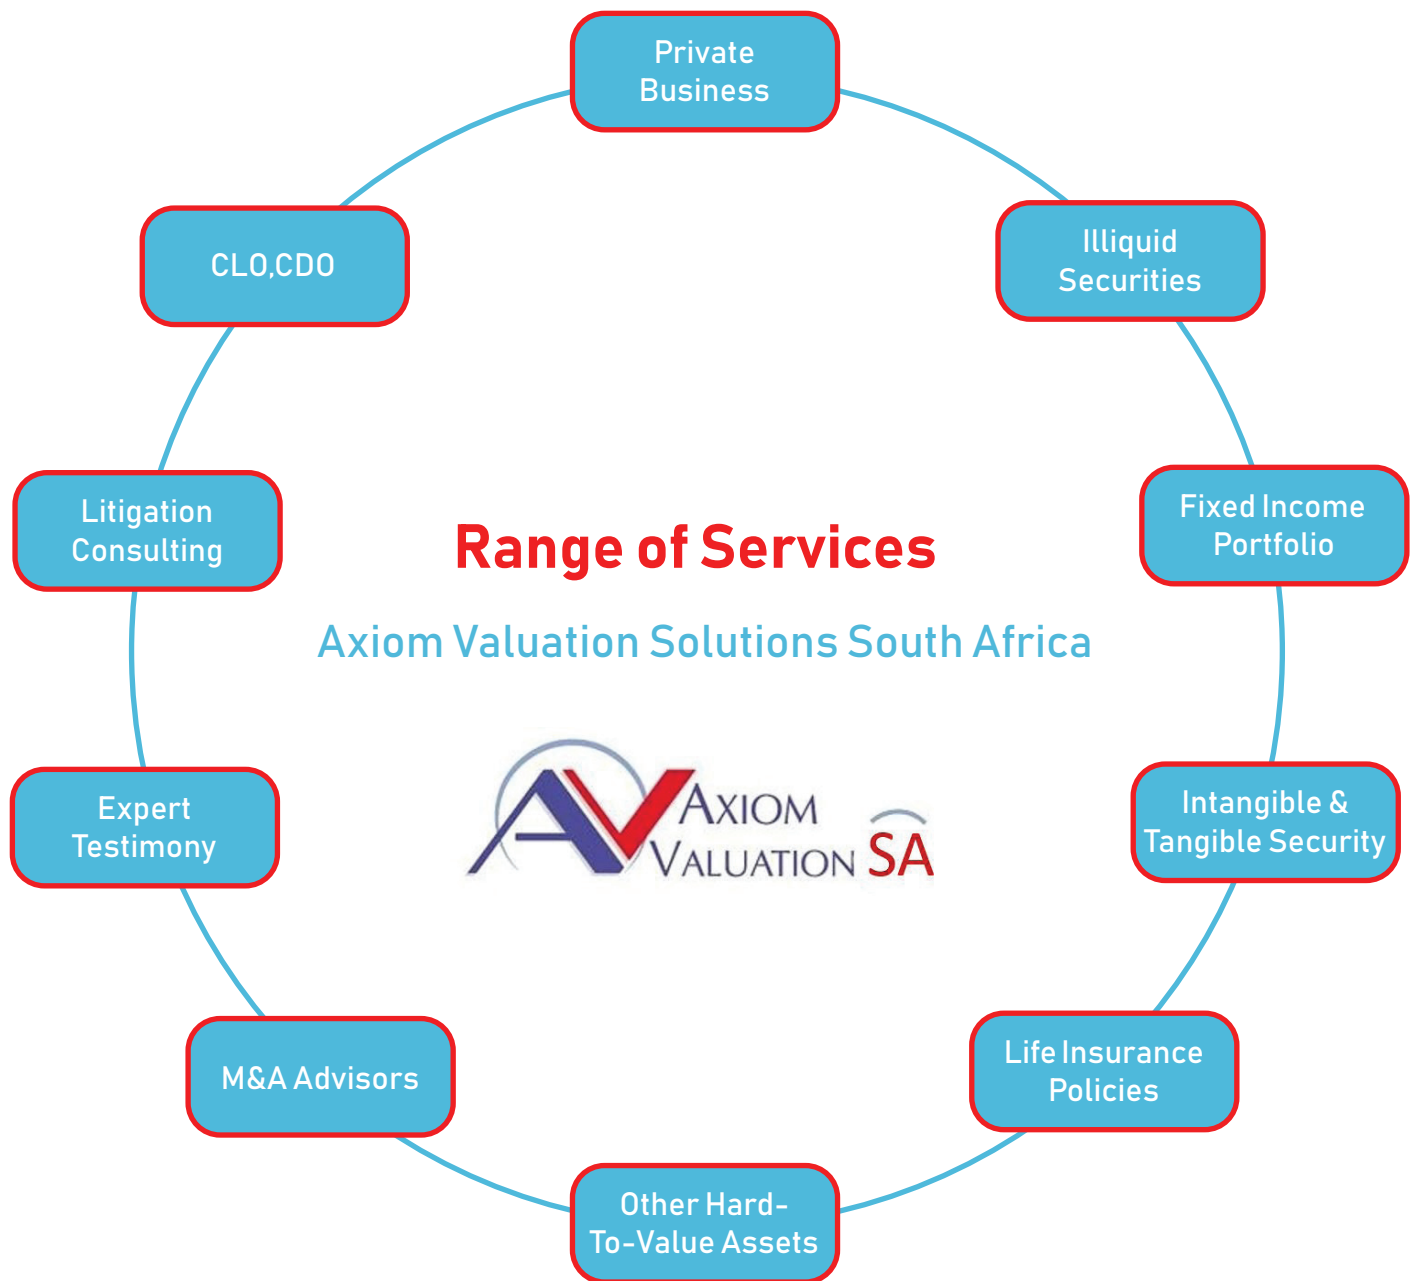 Private
Business
Illiquid
Securities
Fixed Income
Portfolio
Intangible &
Tangible Security
Life Insurance
Policies
Other Hard-
To-Value Assets
M&A Advisors
Expert
Testimony
Litigation
Consulting
CLO,CDO
Range of Services
Axiom Valuation Solutions South Africa
AV
AXIOM
VALUATION SA